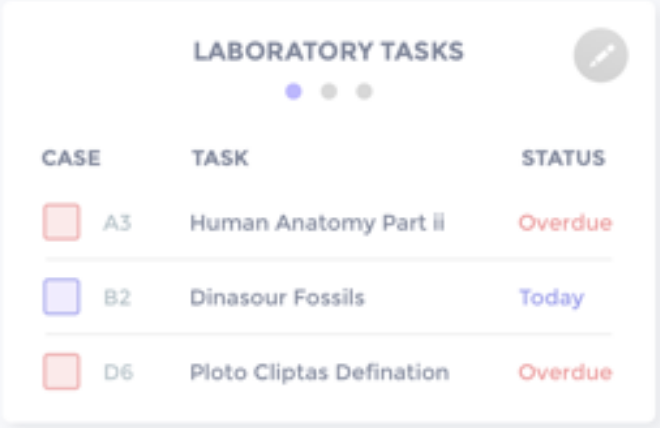 LABORATORY TASKS
CASE TASK STATUS
A3 Human Anatomy Part ii Overdue
B2 Dinasour Fossils Today
D6 Ploto Cliptas Defination Overdue